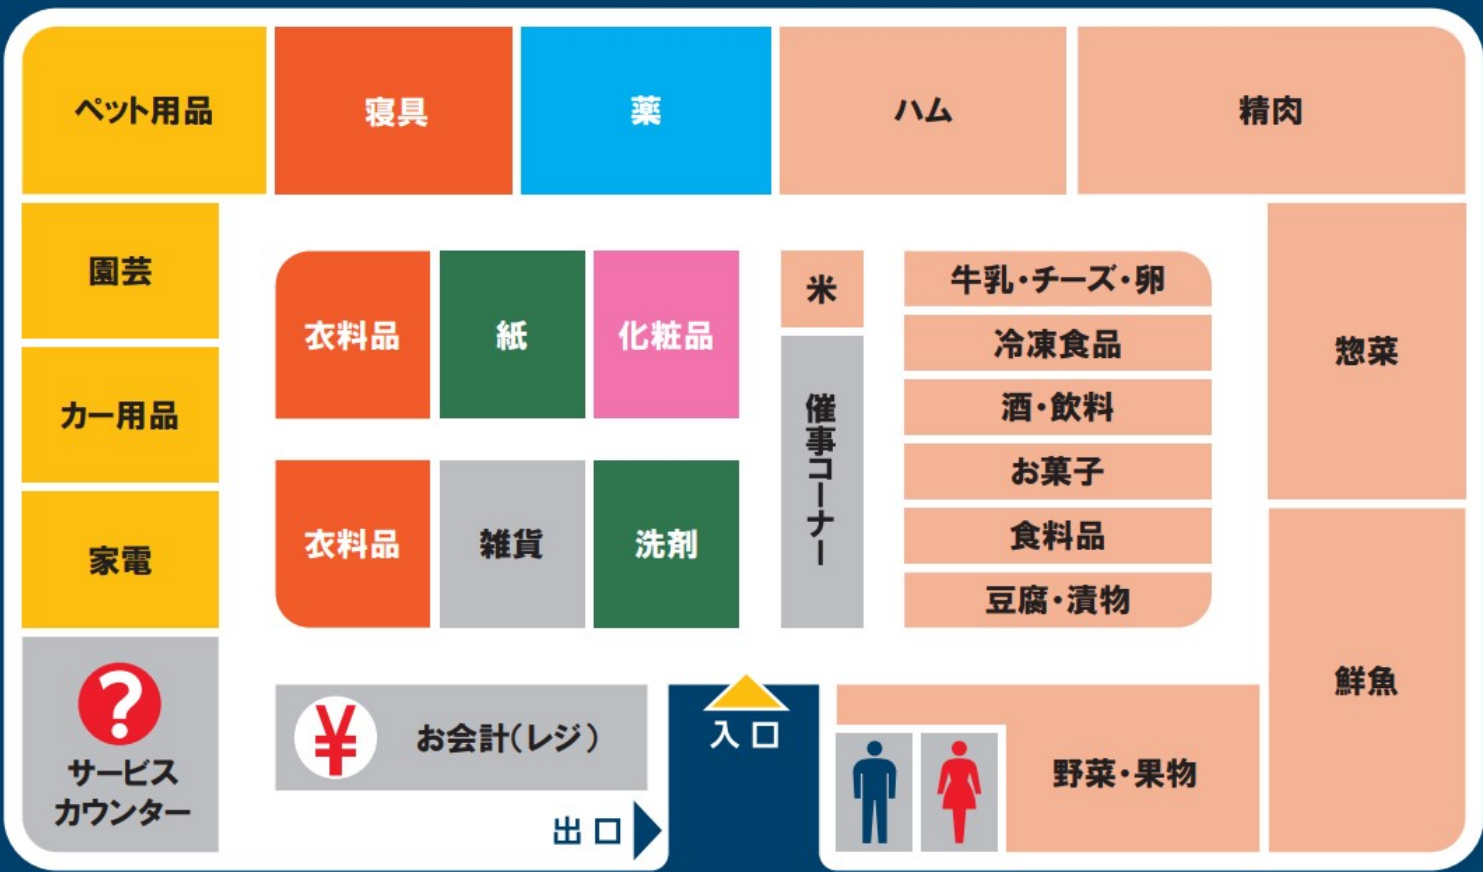 ペット用品
寝具
薬
ハム
精肉
園芸
カー用品
家電
衣料品
紙
化粧品
衣料品
雑貨
洗剤
米
催事コーナー
牛乳・チーズ・卵
冷凍食品
酒・飲料
お菓子
食料品
豆腐・漬物
惣菜
鮮魚
?
サービス
カウンター
¥
お会計(レジ)
入口
出口
野菜・果物